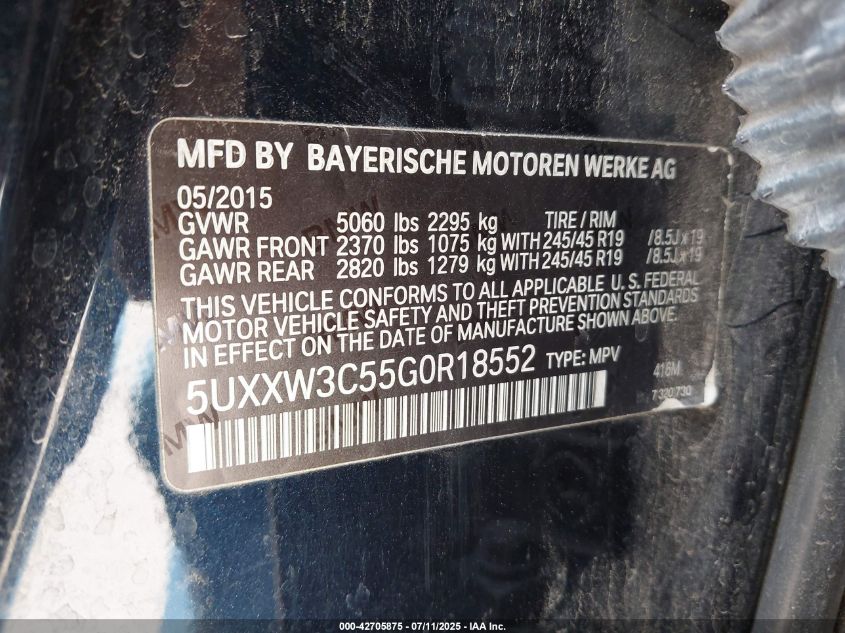 MFD BY BAYERISCHE MOTOREN WERKE AG
05/2015
GVWR 5060 lbs 2295 kg TIRE / RIM
GAWR FRONT 2370 lbs 1075 kg WITH 245/45 R19 /8.5J x 19
GAWR REAR 2820 lbs 1279 kg WITH 245/45 R19 /8.5J x 19
THIS VEHICLE CONFORMS TO ALL APPLICABLE U. S. FEDERAL
MOTOR VEHICLE SAFETY AND THEFT PREVENTION STANDARDS
IN EFFECT ON THE DATE OF MANUFACTURE SHOWN ABOVE.
5UXXW3C55G0R18552 TYPE: MPV 416M
7 320 730
000-42705875 - 07/11/2025 - IAA Inc.